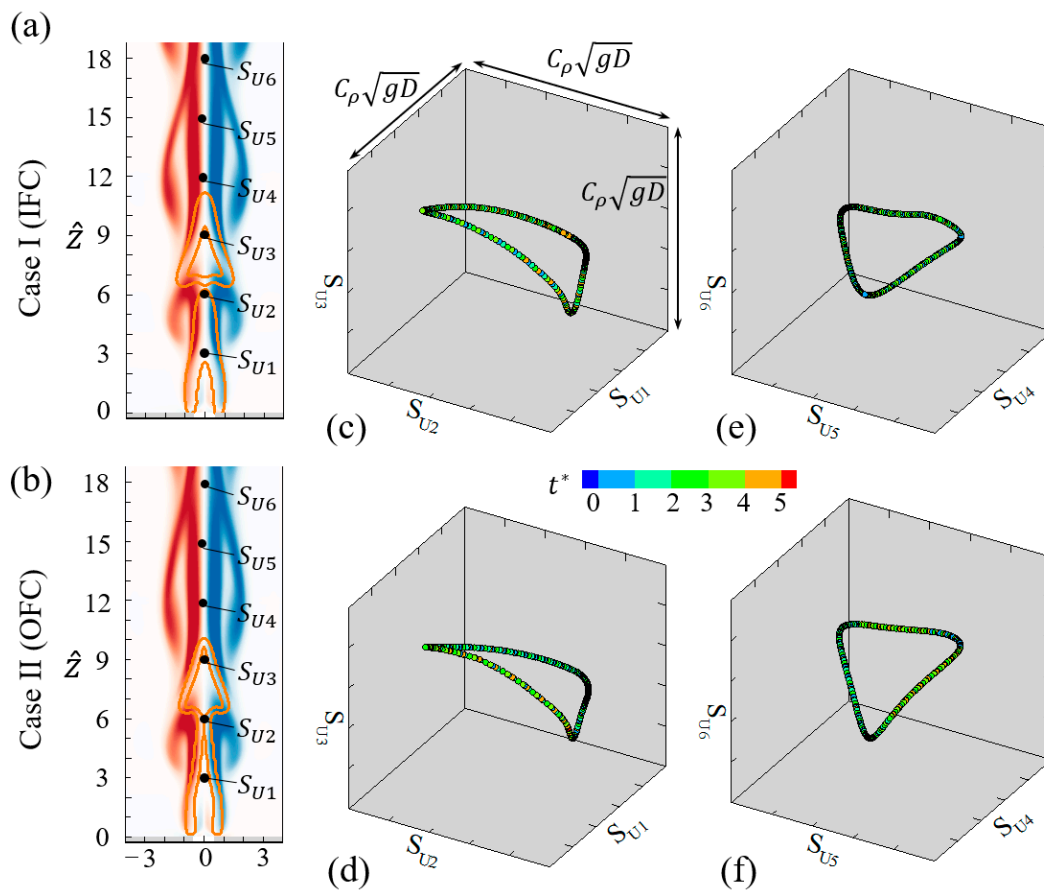 (a)
Case I (IFC)
ẑ
18
15
12
9
6
3
0
S_U6
S_U5
S_U4
S_U3
S_U2
S_U1
C_ρ√gD
C_ρ√gD
C_ρ√gD
S_U3
S_U2
S_U1
(c)
S_U6
S_U5
S_U4
(e)
(b)
Case II (OFC)
ẑ
18
15
12
9
6
3
0
−3 0 3
S_U6
S_U5
S_U4
S_U3
S_U2
S_U1
t*
0 1 2 3 4 5
S_U3
S_U2
S_U1
(d)
S_U6
S_U5
S_U4
(f)